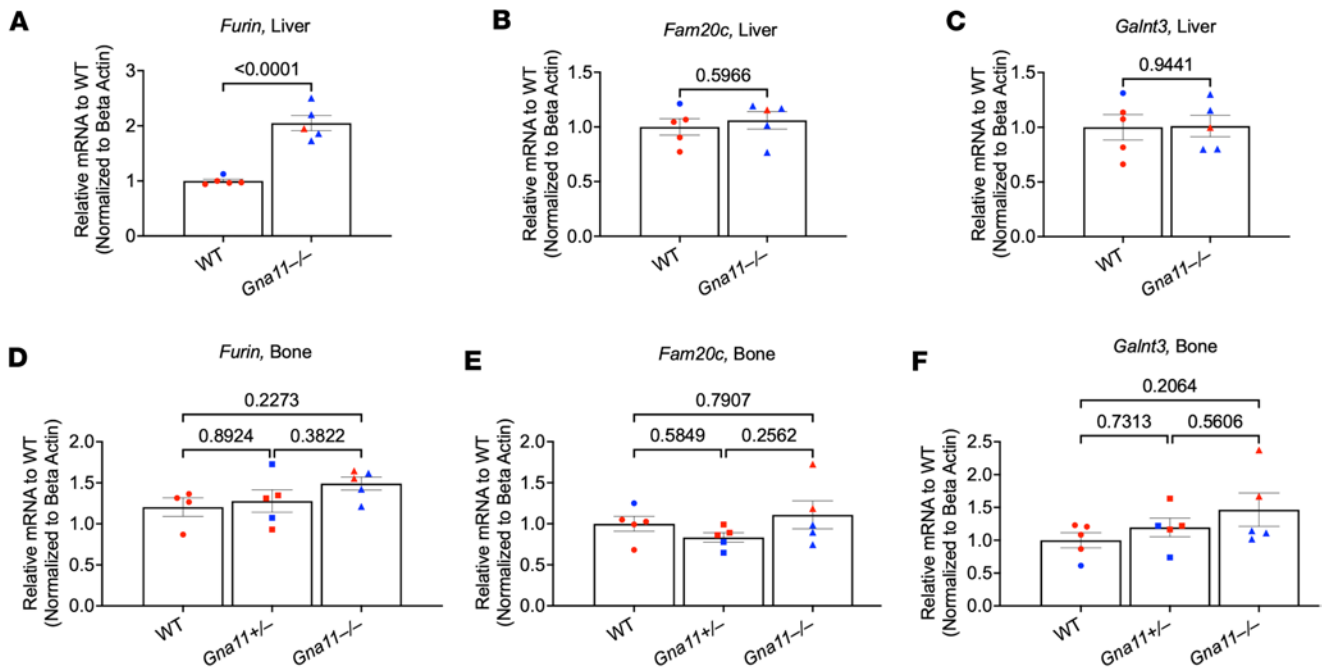 A
Furin, Liver
Relative mRNA to WT
(Normalized to Beta Actin)
3
2
1
0
<0.0001
WT
Gna11–/–
B
Fam20c, Liver
Relative mRNA to WT
(Normalized to Beta Actin)
1.5
1.0
0.5
0.0
0.5966
WT
Gna11–/–
C
Galnt3, Liver
Relative mRNA to WT
(Normalized to Beta Actin)
1.5
1.0
0.5
0.0
0.9441
WT
Gna11–/–
D
Furin, Bone
Relative mRNA to WT
(Normalized to Beta Actin)
2.0
1.5
1.0
0.5
0.0
0.2273
0.8924
0.3822
WT
Gna11+/–
Gna11–/–
E
Fam20c, Bone
Relative mRNA to WT
(Normalized to Beta Actin)
2.0
1.5
1.0
0.5
0.0
0.7907
0.5849
0.2562
WT
Gna11+/–
Gna11–/–
F
Galnt3, Bone
Relative mRNA to WT
(Normalized to Beta Actin)
2.5
2.0
1.5
1.0
0.5
0.0
0.2064
0.7313
0.5606
WT
Gna11+/–
Gna11–/–